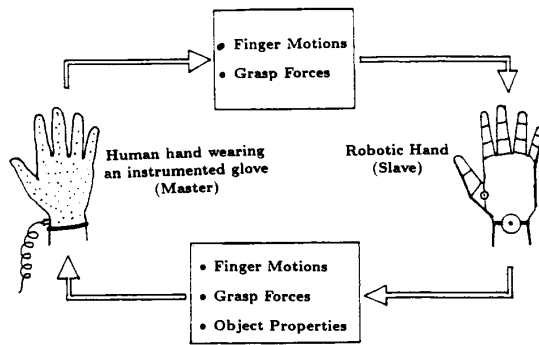 • Finger Motions
• Grasp Forces
Human hand wearing
an instrumented glove
(Master)
Robotic Hand
(Slave)
• Finger Motions
• Grasp Forces
• Object Properties